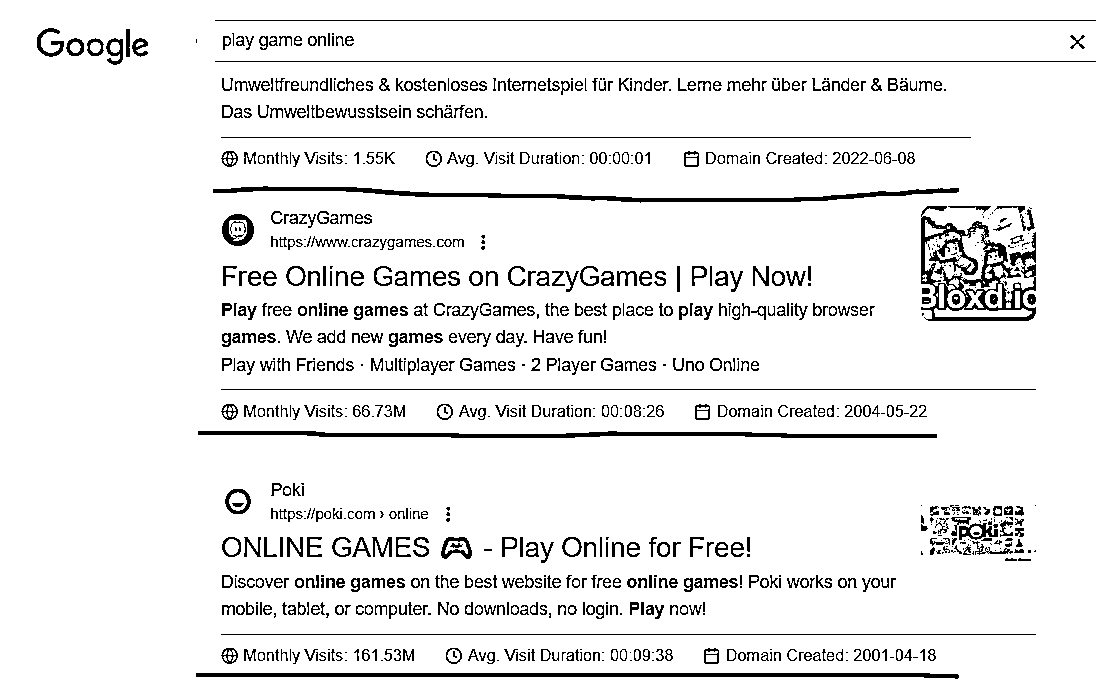 Google
play game online
Umweltfreundliches & kostenloses Internetspiel für Kinder. Lerne mehr über Länder & Bäume.
Das Umweltbewusstsein schärfen.
Monthly Visits: 1.55K Avg. Visit Duration: 00:00:01 Domain Created: 2022-06-08
CrazyGames
https://www.crazygames.com
Bloxd.io
Free Online Games on CrazyGames | Play Now!
Play free online games at CrazyGames, the best place to play high-quality browser
games. We add new games every day. Have fun!
Play with Friends · Multiplayer Games · 2 Player Games · Uno Online
Monthly Visits: 66.73M Avg. Visit Duration: 00:08:26 Domain Created: 2004-05-22
Poki
https://poki.com › online
poki
ONLINE GAMES 🎮 - Play Online for Free!
Discover online games on the best website for free online games! Poki works on your
mobile, tablet, or computer. No downloads, no login. Play now!
Monthly Visits: 161.53M Avg. Visit Duration: 00:09:38 Domain Created: 2001-04-18